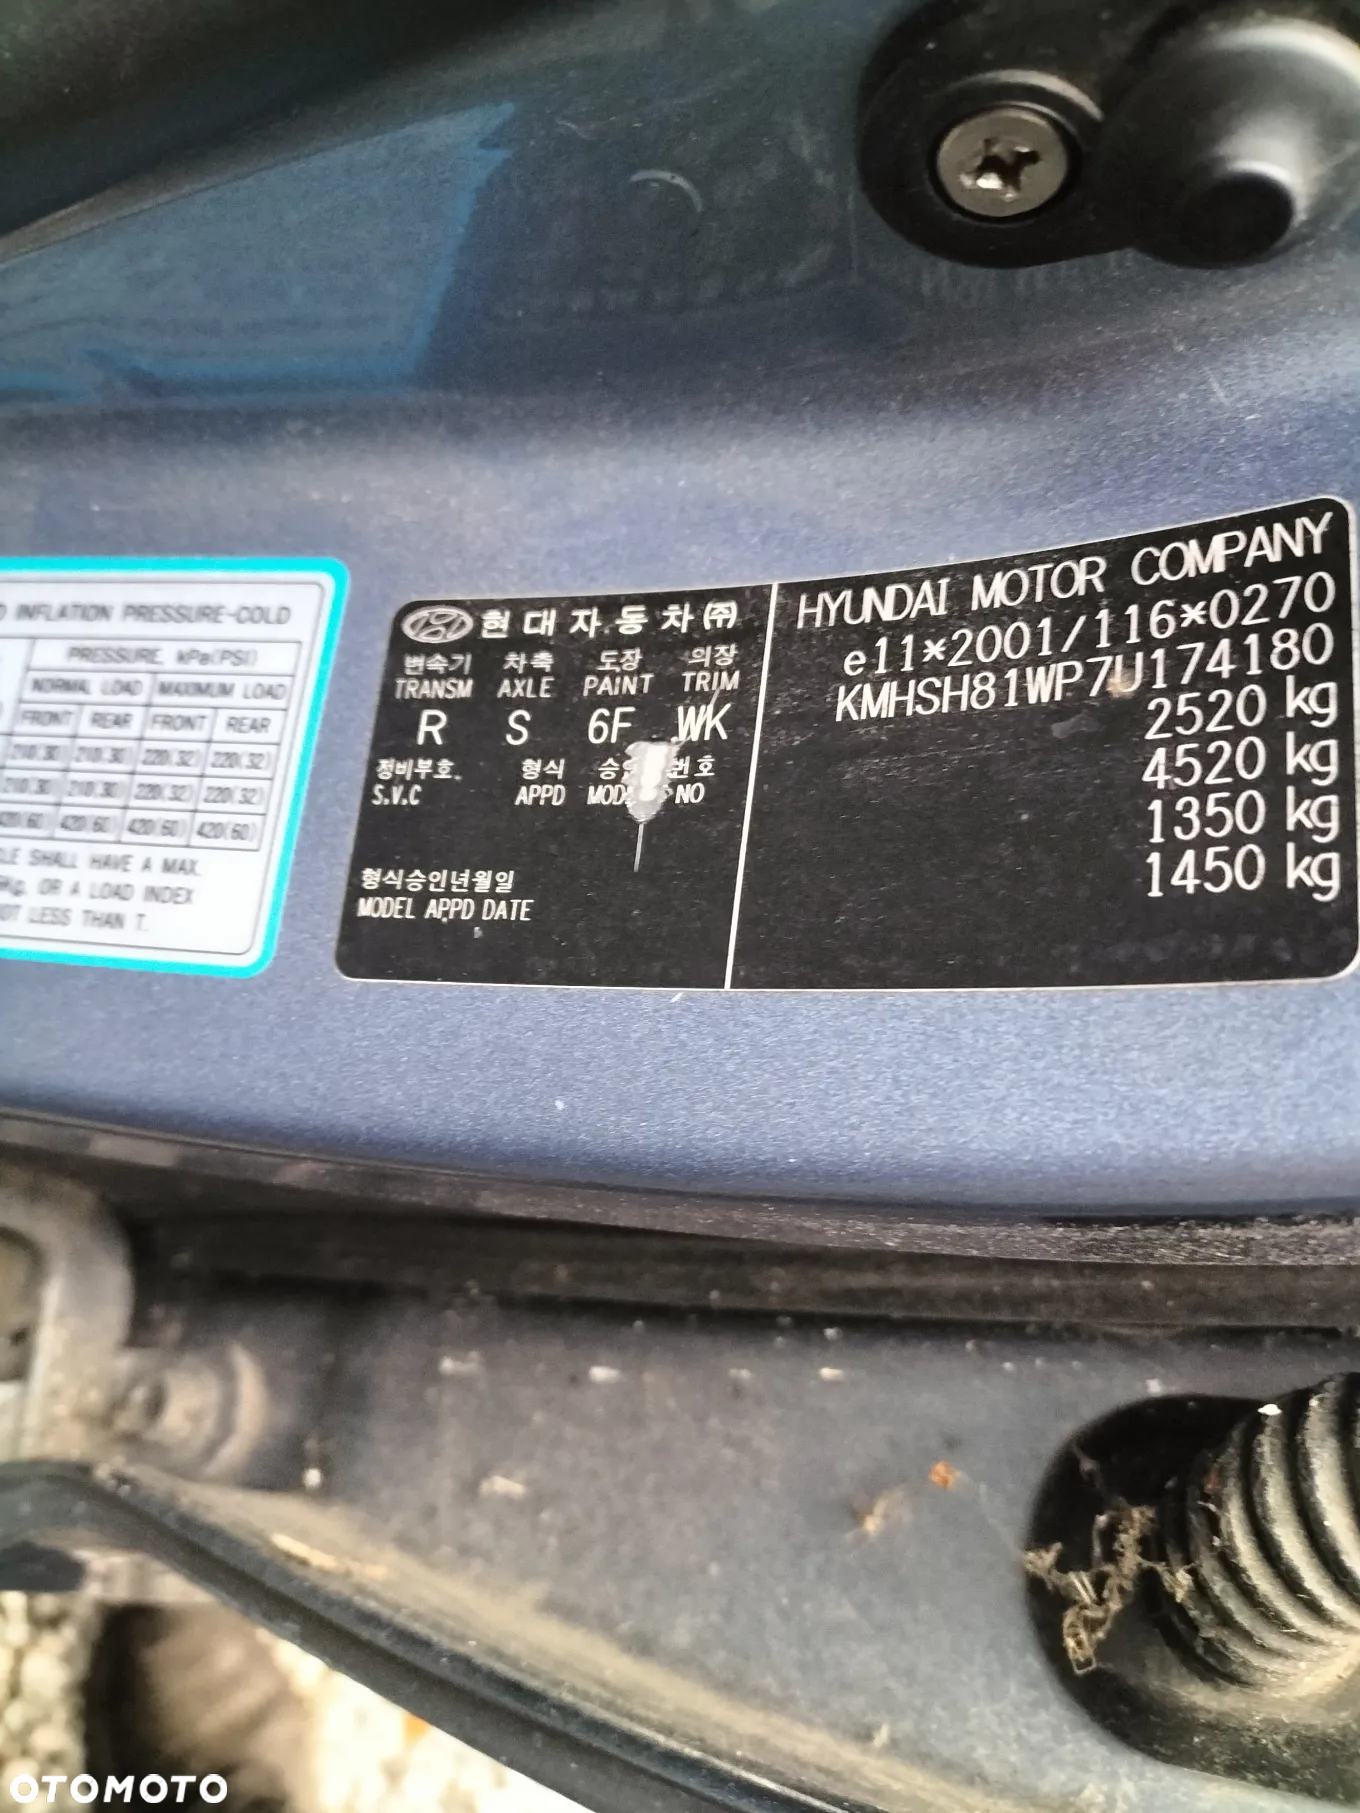 D INFLATION PRESSURE-COLD
PRESSURE, kPa(PSI)
NORMAL LOAD MAXIMUM LOAD
FRONT REAR FRONT REAR
210(30) 210(30) 220(32) 220(32)
210(30) 210(30) 220(32) 220(32)
420(60) 420(60) 420(60) 420(60)
LE SHALL HAVE A MAX.
kg. OR A LOAD INDEX
OT LESS THAN T.
현대자동차㈜
변속기 차축 도장 의장
TRANSM AXLE PAINT TRIM
R S 6F WK
정비부호. 형식 번호
S.V.C APPD NO
형식승인년월일
MODEL APPD DATE
HYUNDAI MOTOR COMPANY
e11*2001/116*0270
KMHSH81WP7U174180
2520 kg
4520 kg
1350 kg
1450 kg
OTOMOTO